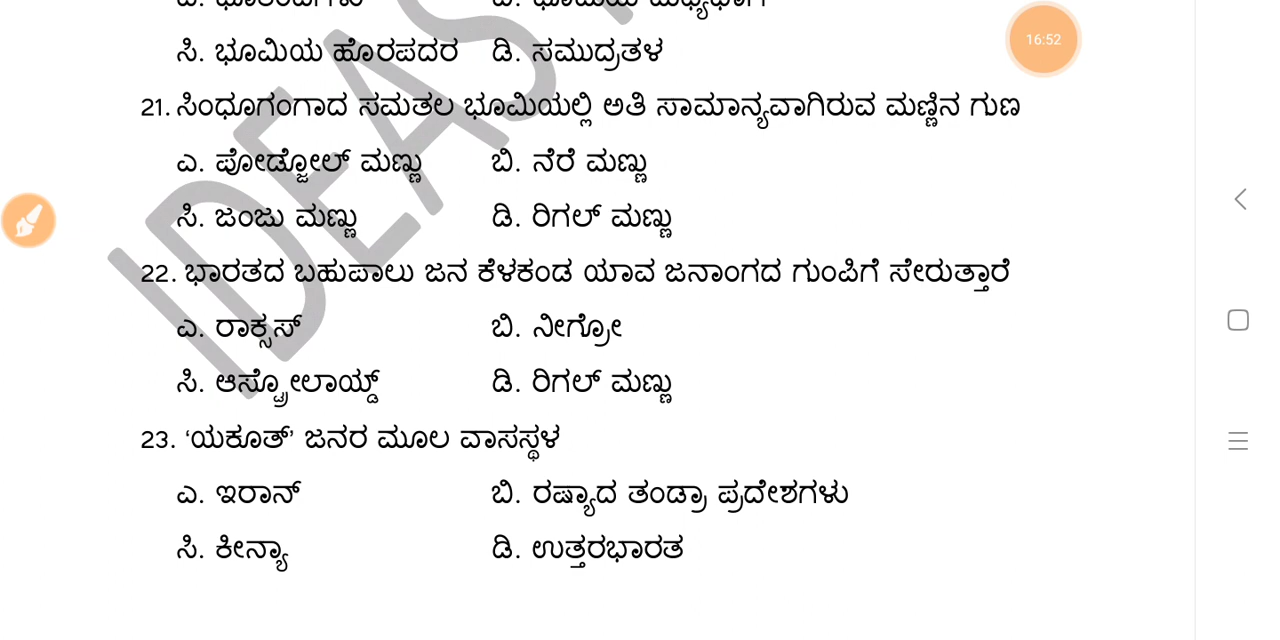 ಸಿ. ಭೂಮಿಯ ಹೊರಪದರ ಡಿ. ಸಮುದ್ರತಳ
16:52
21. ಸಿಂಧೂಗಂಗಾದ ಸಮತಲ ಭೂಮಿಯಲ್ಲಿ ಅತಿ ಸಾಮಾನ್ಯವಾಗಿರುವ ಮಣ್ಣಿನ ಗುಣ
ಎ. ಪೋಡ್ಜೋಲ್ ಮಣ್ಣು ಬಿ. ನೆರೆ ಮಣ್ಣು
ಸಿ. ಜಂಜು ಮಣ್ಣು ಡಿ. ರಿಗಲ್ ಮಣ್ಣು
22. ಭಾರತದ ಬಹುಪಾಲು ಜನ ಕೆಳಕಂಡ ಯಾವ ಜನಾಂಗದ ಗುಂಪಿಗೆ ಸೇರುತ್ತಾರೆ
ಎ. ರಾಕ್ಸಸ್ ಬಿ. ನೀಗ್ರೋ
ಸಿ. ಆಸ್ಟ್ರೋಲಾಯ್ಡ್ ಡಿ. ರಿಗಲ್ ಮಣ್ಣು
23. ‘ಯಕೂತ್’ ಜನರ ಮೂಲ ವಾಸಸ್ಥಳ
ಎ. ಇರಾನ್ ಬಿ. ರಷ್ಯಾದ ತಂಡ್ರಾ ಪ್ರದೇಶಗಳು
ಸಿ. ಕೀನ್ಯಾ ಡಿ. ಉತ್ತರಭಾರತ
IDEAS